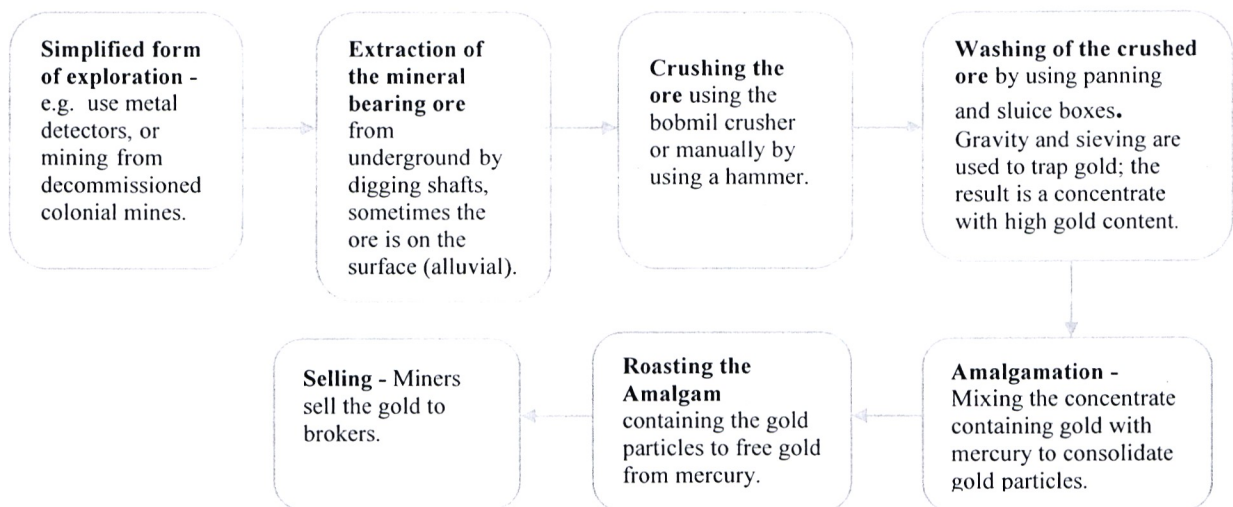 Simplified form
of exploration -
e.g. use metal
detectors, or
mining from
decommissioned
colonial mines.
Extraction of
the mineral
bearing ore
from
underground by
digging shafts,
sometimes the
ore is on the
surface (alluvial).
Crushing the
ore using the
bobmil crusher
or manually by
using a hammer.
Washing of the crushed
ore by using panning
and sluice boxes.
Gravity and sieving are
used to trap gold; the
result is a concentrate
with high gold content.
Amalgamation -
Mixing the concentrate
containing gold with
mercury to consolidate
gold particles.
Roasting the
Amalgam
containing the gold
particles to free gold
from mercury.
Selling - Miners
sell the gold to
brokers.